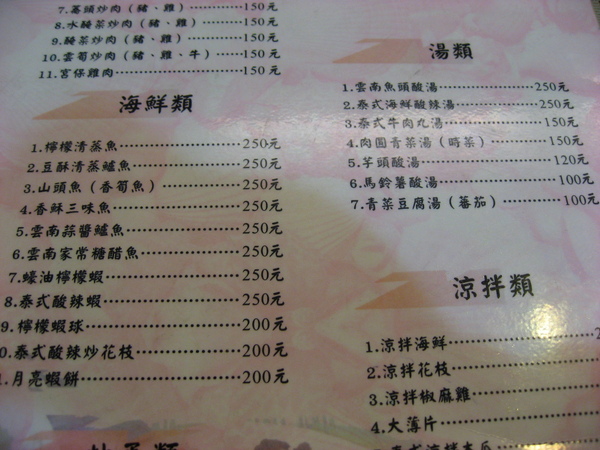 7.蕎頭炒肉（豬、雞）⋯⋯150元
8.水醃菜炒肉（豬、雞）⋯⋯150元
9.醃菜炒肉（豬、雞）⋯⋯150元
10.雲筍炒肉（豬、雞、牛）⋯⋯150元
11.宮保雞肉⋯⋯150元
海鮮類
1.檸檬清蒸魚⋯⋯250元
2.豆酥清蒸鱸魚⋯⋯250元
3.山頭魚（香筍魚）⋯⋯250元
4.香酥三味魚⋯⋯250元
5.雲南蒜醬鱸魚⋯⋯250元
6.雲南家常糖醋魚⋯⋯250元
7.蠔油檸檬蝦⋯⋯250元
8.泰式酸辣蝦⋯⋯250元
9.檸檬蝦球⋯⋯200元
0.泰式酸辣炒花枝⋯⋯200元
1.月亮蝦餅⋯⋯200元
湯類
1.雲南魚頭酸湯⋯⋯250元
2.泰式海鮮酸辣湯⋯⋯250元
3.泰式牛肉丸湯⋯⋯150元
4.肉圓青菜湯（時菜）⋯⋯150元
5.芋頭酸湯⋯⋯120元
6.馬鈴薯酸湯⋯⋯100元
7.青菜豆腐湯（蕃茄）⋯⋯100元
涼拌類
1.涼拌海鮮⋯⋯2
2.涼拌花枝⋯⋯
3.涼拌椒麻雞⋯⋯
4.大薄片⋯⋯